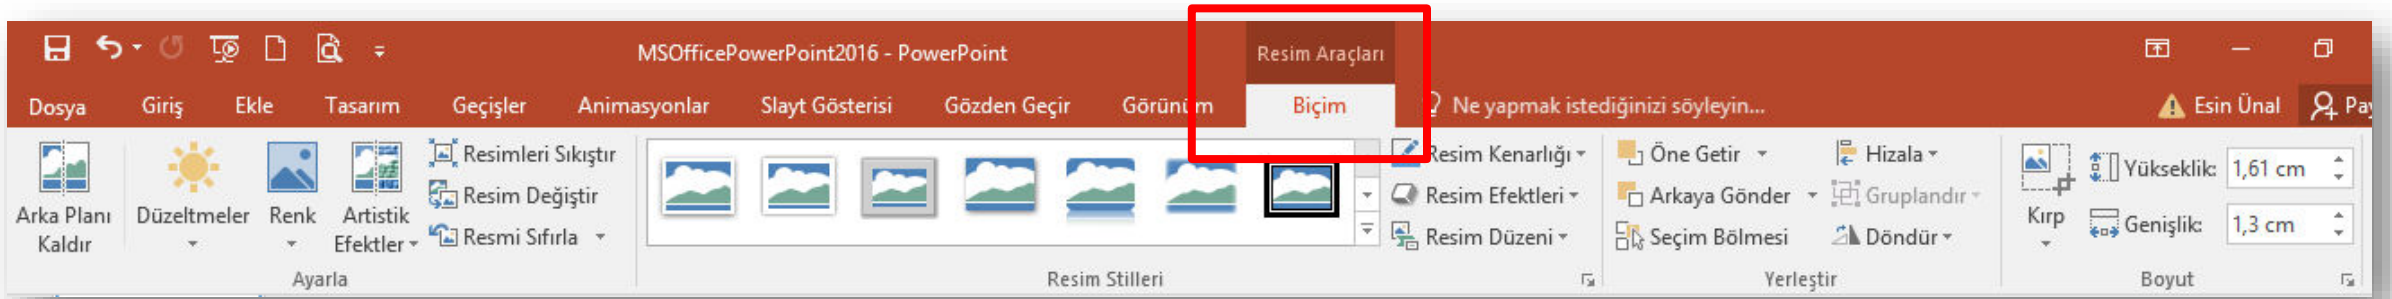 MSOfficePowerPoint2016 - PowerPoint
Resim Araçları
Dosya Giriş Ekle Tasarım Geçişler Animasyonlar Slayt Gösterisi Gözden Geçir Görünüm Biçim Ne yapmak istediğinizi söyleyin... Esin Ünal
Arka Planı
Kaldır
Düzeltmeler
Renk
Artistik
Efektler
Resimleri Sıkıştır
Resim Değiştir
Resmi Sıfırla
Ayarla
Resim Stilleri
Resim Kenarlığı
Resim Efektleri
Resim Düzeni
Öne Getir
Arkaya Gönder
Seçim Bölmesi
Hizala
Gruplandır
Döndür
Yerleştir
Kırp
Yükseklik: 1,61 cm
Genişlik: 1,3 cm
Boyut